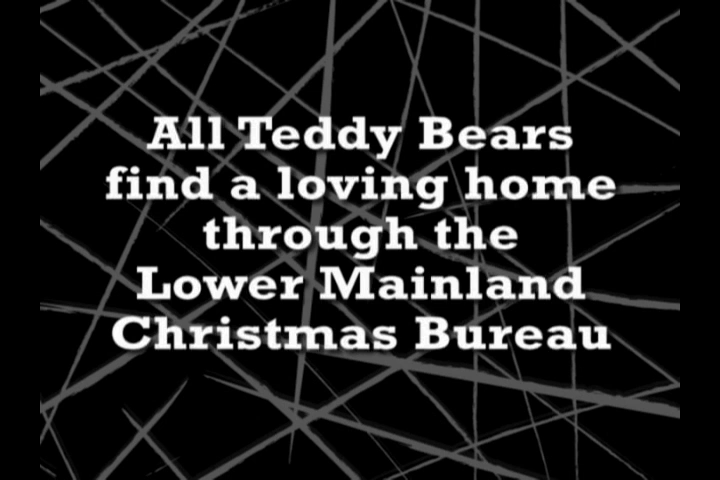 All Teddy Bears
find a loving home
through the
Lower Mainland
Christmas Bureau